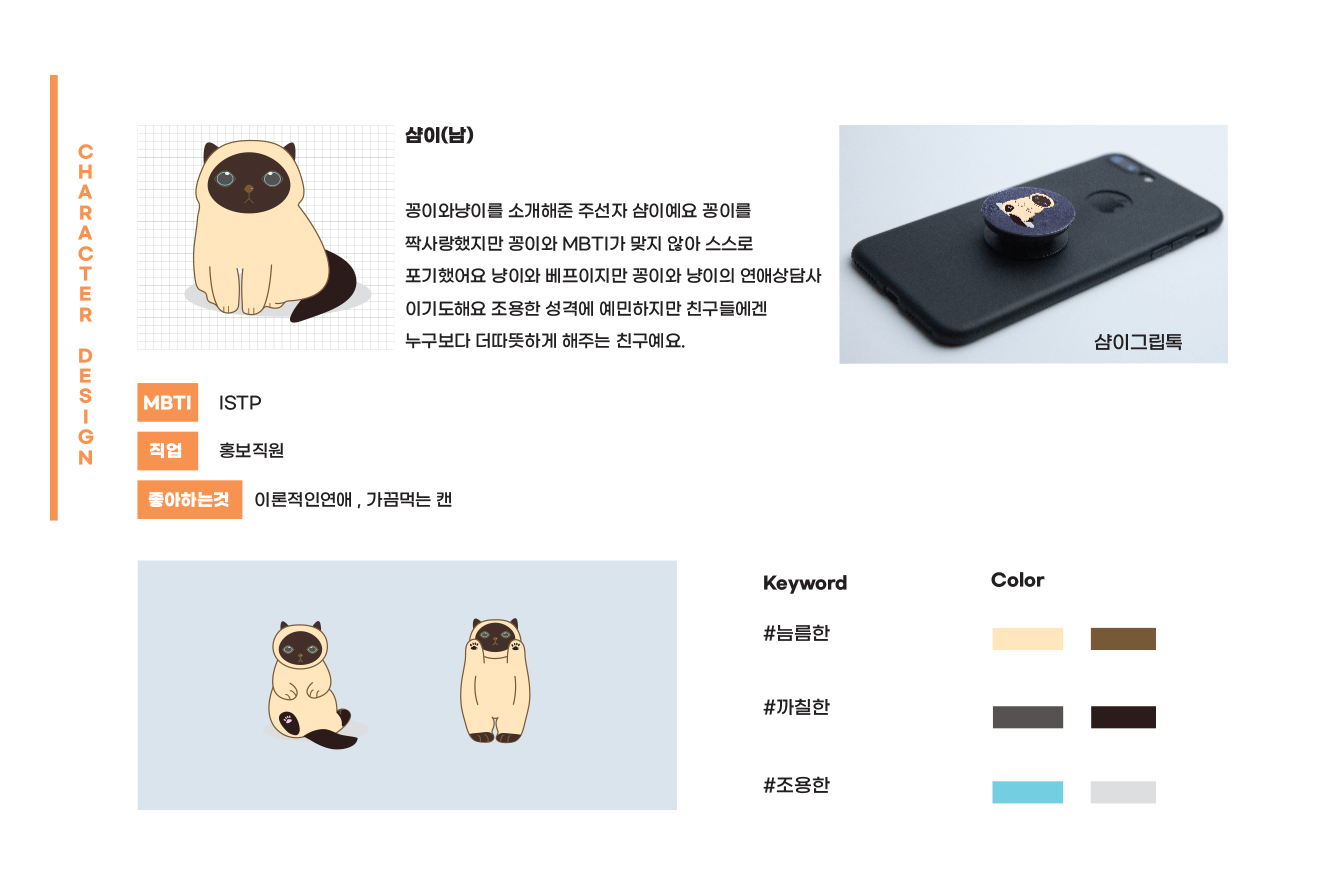 CHARACTER DESIGN
샴이(남)
꽁이와냥이를 소개해준 주선자 샴이예요 꽁이를
짝사랑했지만 꽁이와 MBTI가 맞지 않아 스스로
포기했어요 냥이와 베프이지만 꽁이와 냥이의 연애상담사
이기도해요 조용한 성격에 예민하지만 친구들에겐
누구보다 더따뜻하게 해주는 친구예요.
샴이그립톡
MBTI ISTP
직업 홍보직원
좋아하는것 이론적인연애 , 가끔먹는 캔
Keyword
Color
#늠름한
#까칠한
#조용한